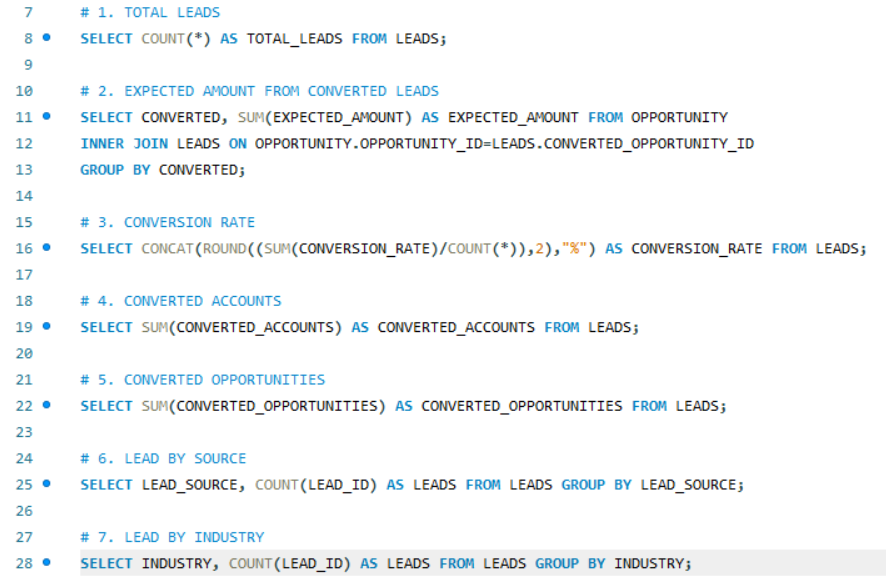 7 # 1. TOTAL LEADS
8 SELECT COUNT(*) AS TOTAL_LEADS FROM LEADS;
9
10 # 2. EXPECTED AMOUNT FROM CONVERTED LEADS
11 SELECT CONVERTED, SUM(EXPECTED_AMOUNT) AS EXPECTED_AMOUNT FROM OPPORTUNITY
12 INNER JOIN LEADS ON OPPORTUNITY.OPPORTUNITY_ID=LEADS.CONVERTED_OPPORTUNITY_ID
13 GROUP BY CONVERTED;
14
15 # 3. CONVERSION RATE
16 SELECT CONCAT(ROUND((SUM(CONVERSION_RATE)/COUNT(*)),2),"%") AS CONVERSION_RATE FROM LEADS;
17
18 # 4. CONVERTED ACCOUNTS
19 SELECT SUM(CONVERTED_ACCOUNTS) AS CONVERTED_ACCOUNTS FROM LEADS;
20
21 # 5. CONVERTED OPPORTUNITIES
22 SELECT SUM(CONVERTED_OPPORTUNITIES) AS CONVERTED_OPPORTUNITIES FROM LEADS;
23
24 # 6. LEAD BY SOURCE
25 SELECT LEAD_SOURCE, COUNT(LEAD_ID) AS LEADS FROM LEADS GROUP BY LEAD_SOURCE;
26
27 # 7. LEAD BY INDUSTRY
28 SELECT INDUSTRY, COUNT(LEAD_ID) AS LEADS FROM LEADS GROUP BY INDUSTRY;